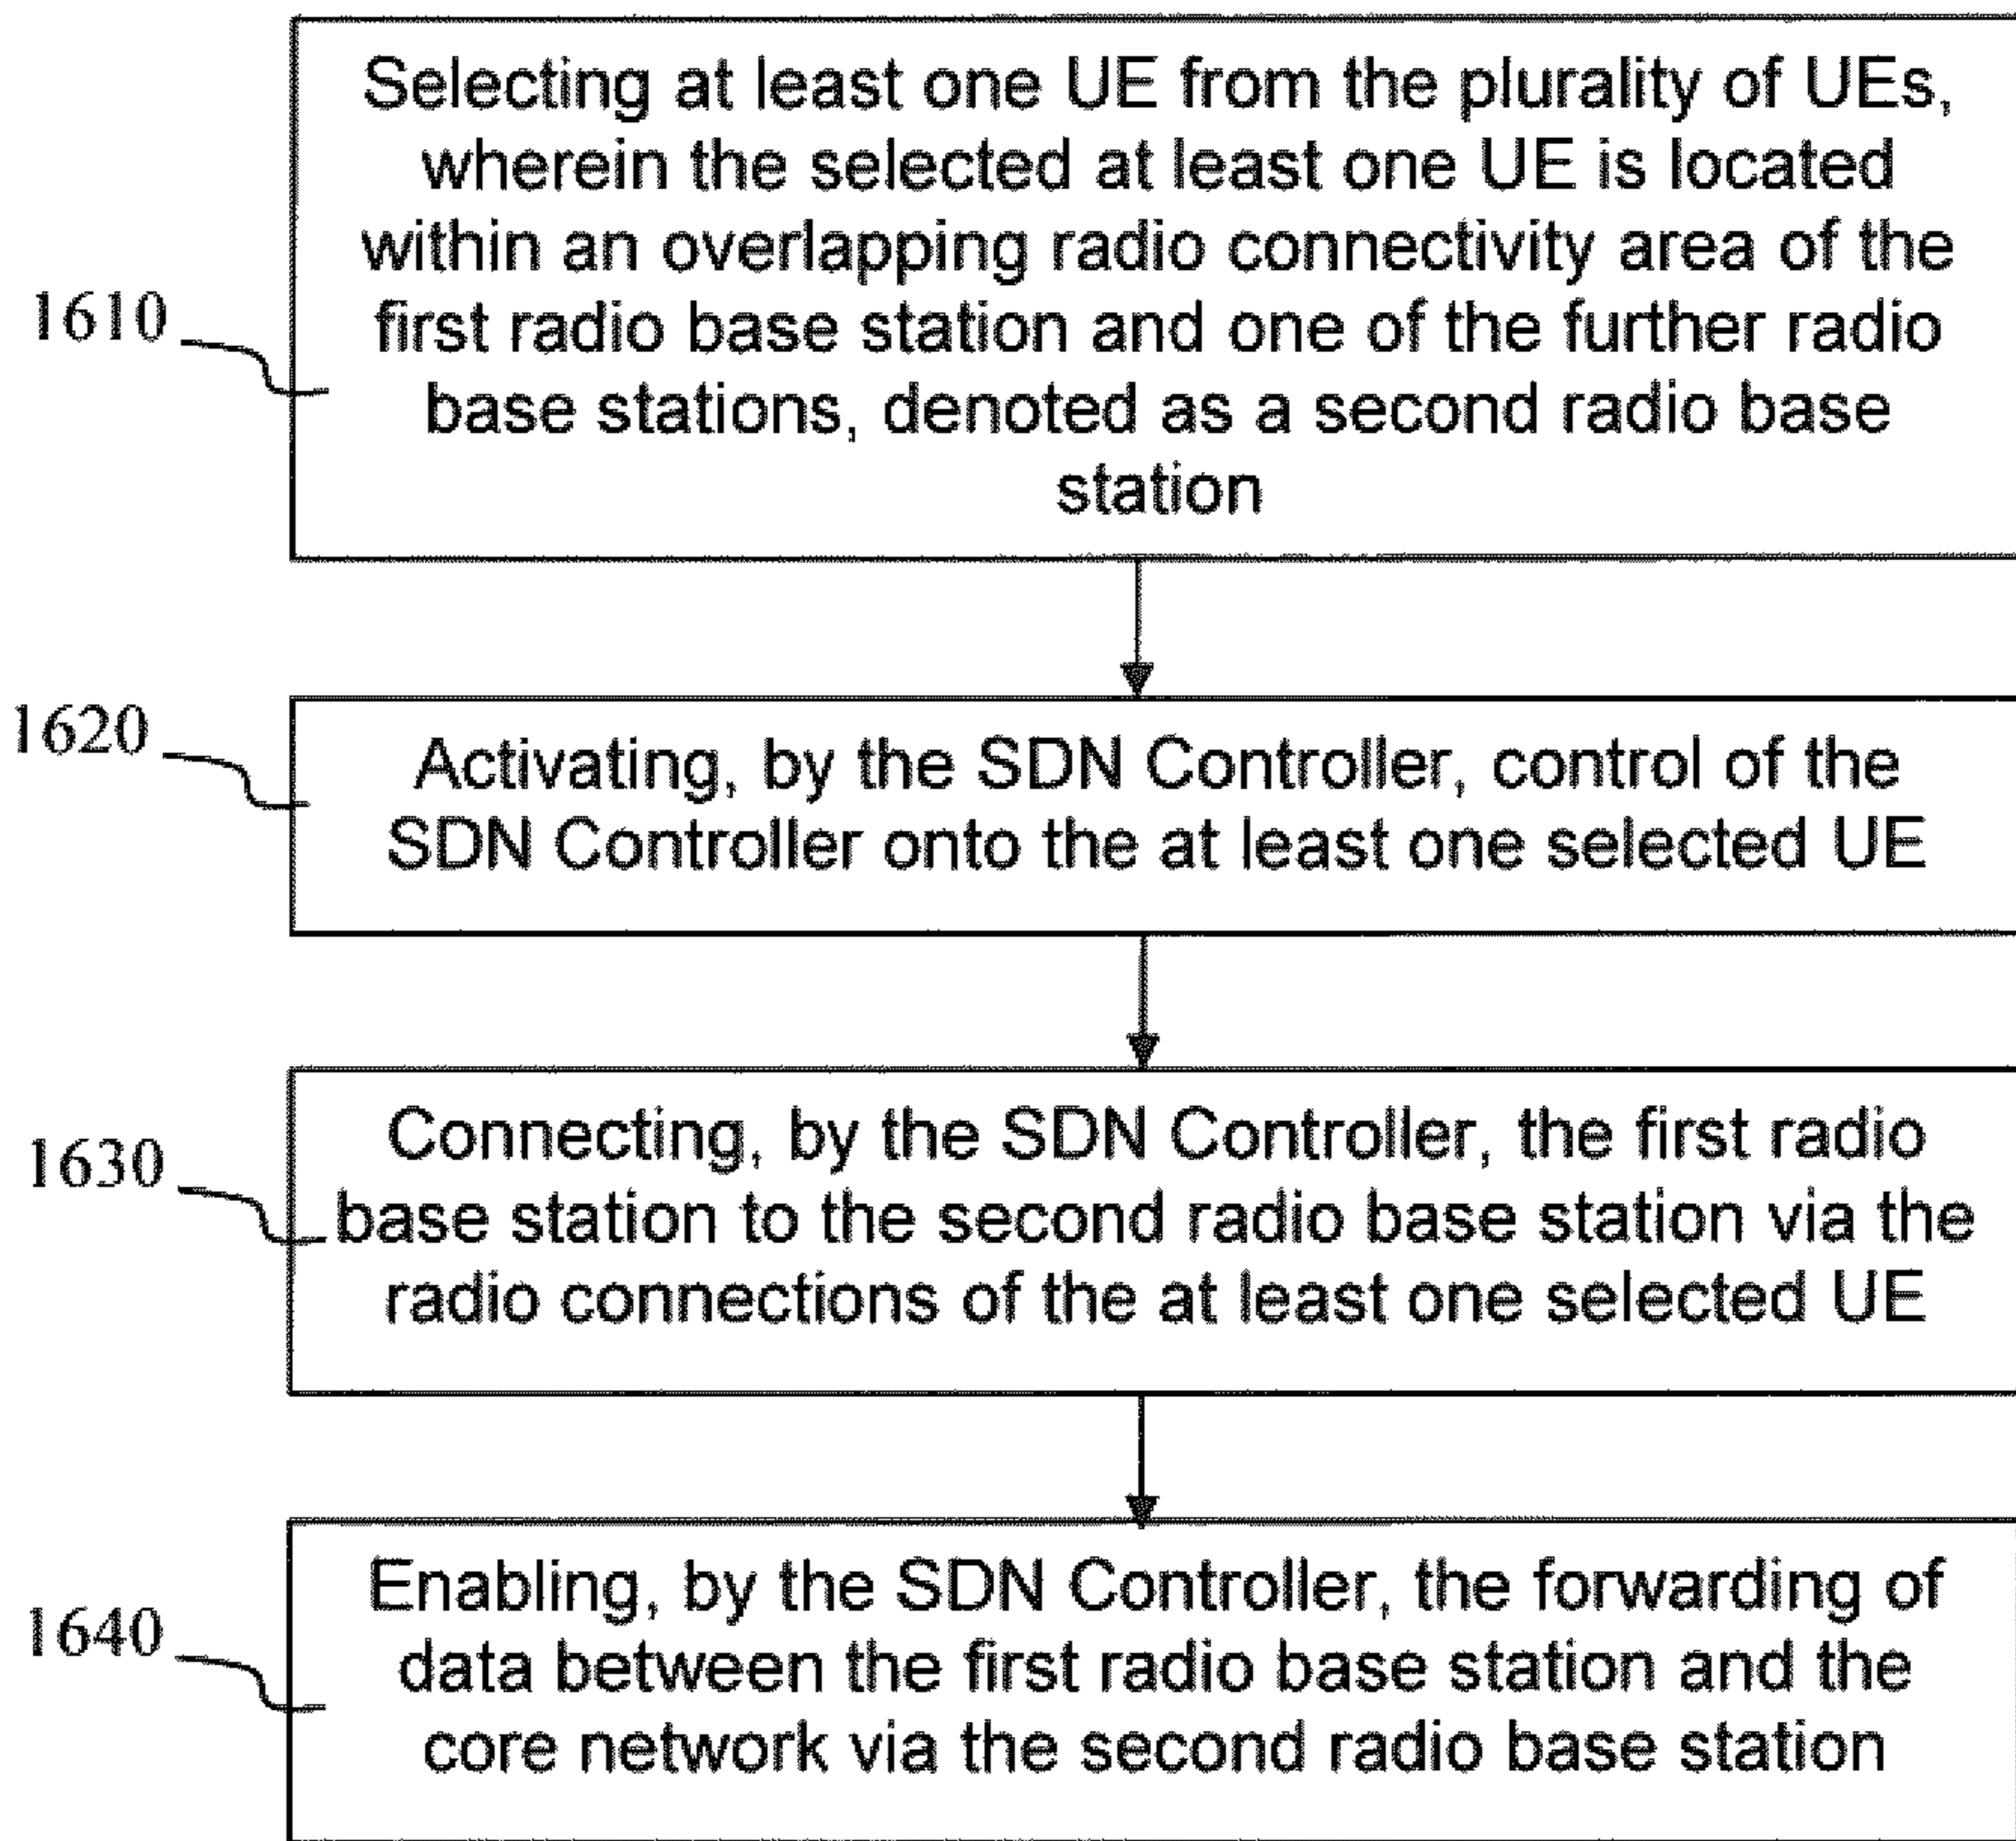 Selecting at least one UE from the plurality of UEs,
wherein the selected at least one UE is located
within an overlapping radio connectivity area of the
first radio base station and one of the further radio
base stations, denoted as a second radio base
station
1610
Activating, by the SDN Controller, control of the
SDN Controller onto the at least one selected UE
1620
Connecting, by the SDN Controller, the first radio
base station to the second radio base station via the
radio connections of the at least one selected UE
1630
Enabling, by the SDN Controller, the forwarding of
data between the first radio base station and the
core network via the second radio base station
1640